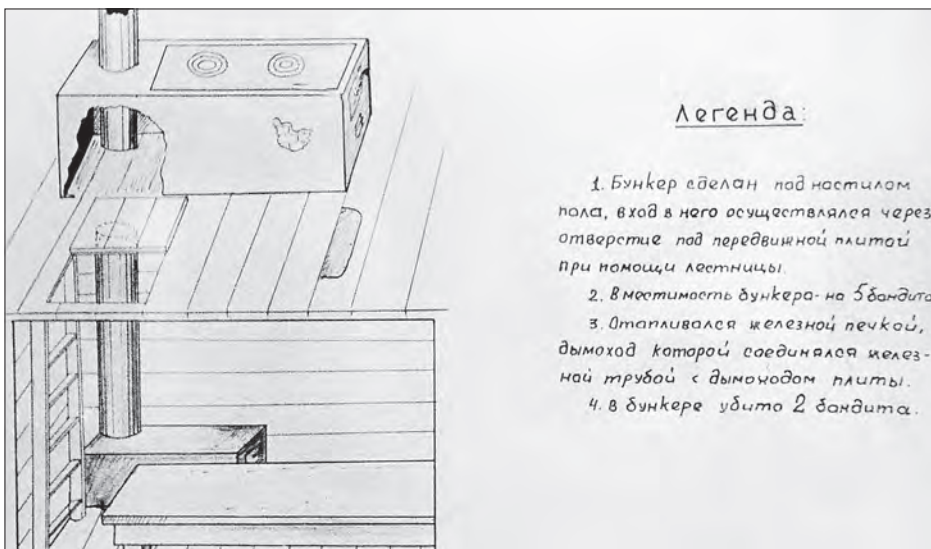 Легенда:
1. Бункер сделан под настилом
пола, вход в него осуществлялся через
отверстие под передвижной плитой
при помощи лестницы.
2. Вместимость бункера - на 5 бандито
3. Отапливался железной печкой,
дымоход которой соединялся желез-
ной трубой с дымоходом плиты.
4. В бункере убито 2 бандита.